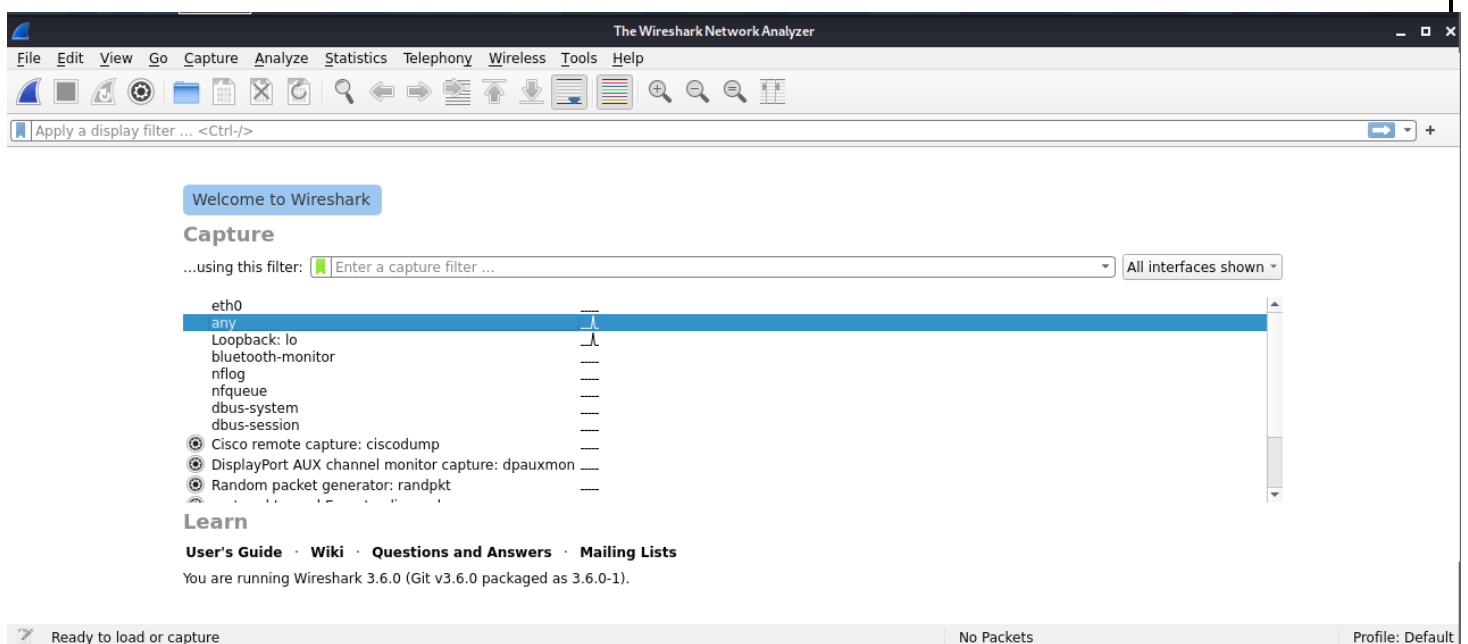 The Wireshark Network Analyzer
File Edit View Go Capture Analyze Statistics Telephony Wireless Tools Help
Apply a display filter ... <Ctrl-/>
+
Welcome to Wireshark
Capture
...using this filter: Enter a capture filter ... All interfaces shown
eth0
any
Loopback: lo
bluetooth-monitor
nflog
nfqueue
dbus-system
dbus-session
Cisco remote capture: ciscodump
DisplayPort AUX channel monitor capture: dpauxmon
Random packet generator: randpkt
Learn
User's Guide · Wiki · Questions and Answers · Mailing Lists
You are running Wireshark 3.6.0 (Git v3.6.0 packaged as 3.6.0-1).
Ready to load or capture No Packets Profile: Default